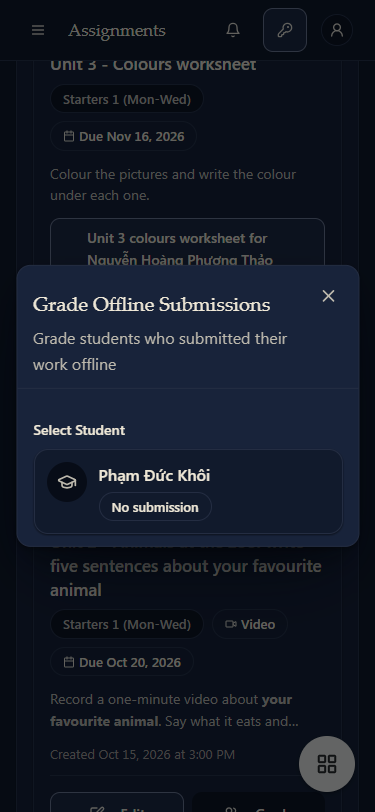 Assignments
Unit 3 - Colours worksheet
Starters 1 (Mon-Wed)
Due Nov 16, 2026
Colour the pictures and write the colour
under each one.
Unit 3 colours worksheet for
Nguyễn Hoàng Phương Thảo
Grade Offline Submissions
Grade students who submitted their
work offline
Select Student
Phạm Đức Khôi
No submission
five sentences about your favourite
animal
Starters 1 (Mon-Wed)
Video
Due Oct 20, 2026
Record a one-minute video about your
favourite animal. Say what it eats and...
Created Oct 15, 2026 at 3:00 PM
Edit